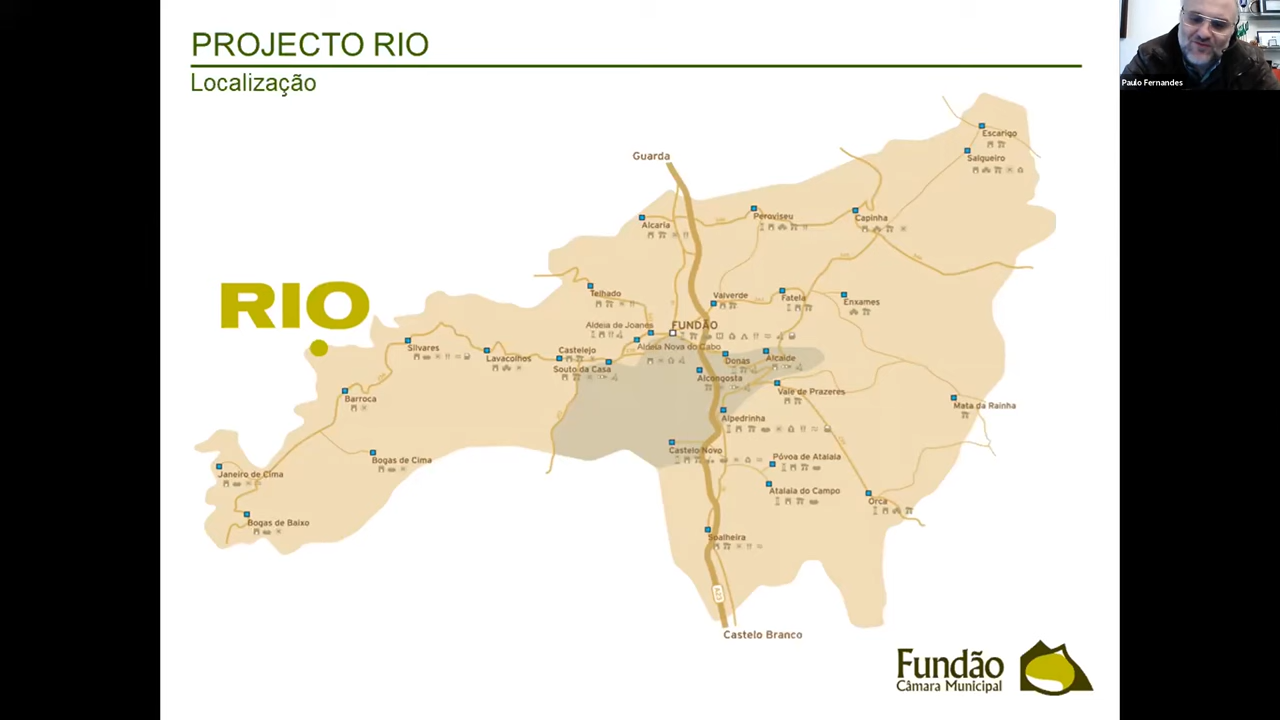 PROJECTO RIO
Localização
Paulo Fernandes
Escarigo
Salgueiro
Guarda
Peroviseu
Capinha
Alcaria
Telhado
Valverde
Fatela
Enxames
RIO
Aldeia de Joanes
FUNDÃO
Aldeia Nova do Cabo
Silvares
Castelejo
Lavacolhos
Donas
Alcaide
Souto da Casa
Alcongosta
Barroca
Vale de Prazeres
Mata da Rainha
Alpedrinha
Castelo Novo
Bogas de Cima
Póvoa de Atalaia
Janeiro de Cima
Atalaia do Campo
Orca
Bogas de Baixo
Soalheira
Castelo Branco
Fundão
Câmara Municipal